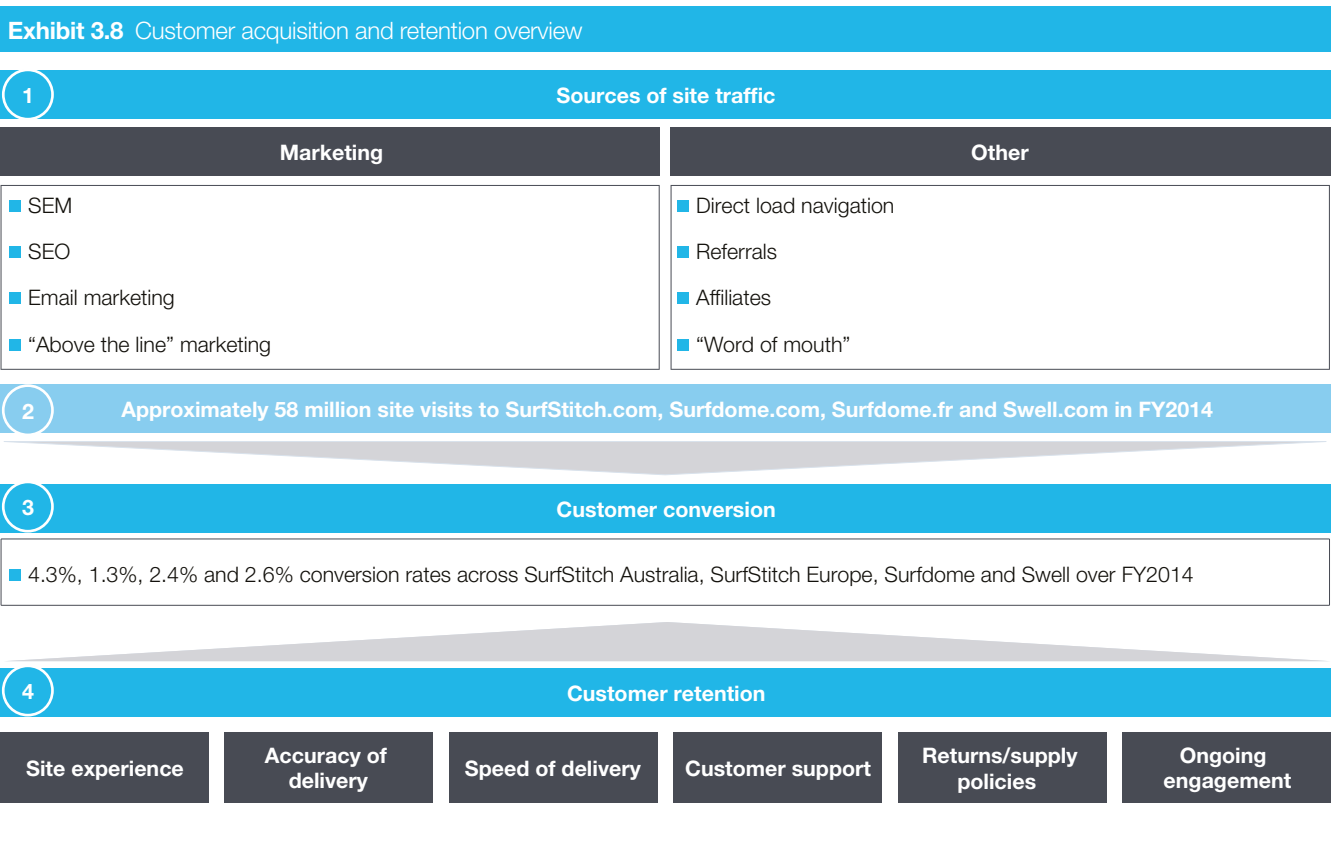 Exhibit 3.8 Customer acquisition and retention overview
1
Sources of site traffic
Marketing
SEM
SEO
Email marketing
“Above the line” marketing
Other
Direct load navigation
Referrals
Affiliates
“Word of mouth”
2
Approximately 58 million site visits to SurfStitch.com, Surfdome.com, Surfdome.fr and Swell.com in FY2014
3
Customer conversion
4.3%, 1.3%, 2.4% and 2.6% conversion rates across SurfStitch Australia, SurfStitch Europe, Surfdome and Swell over FY2014
4
Customer retention
Site experience
Accuracy of
delivery
Speed of delivery
Customer support
Returns/supply
policies
Ongoing
engagement